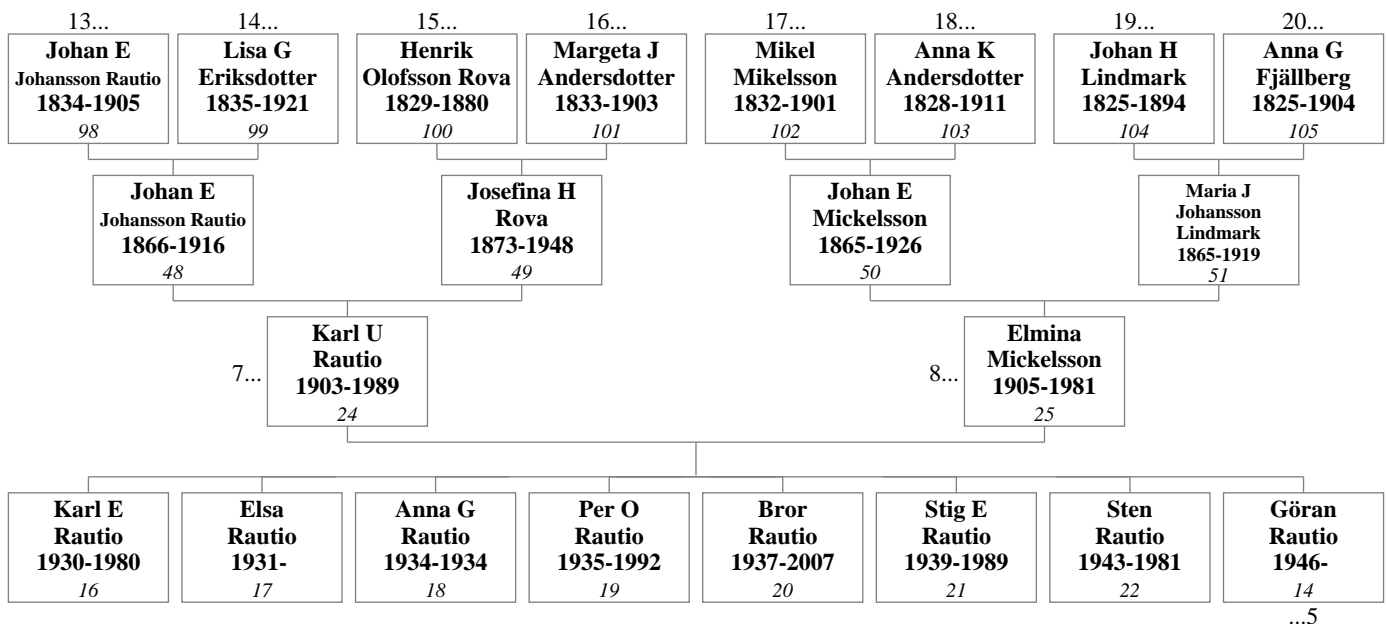 13...
14...
15...
16...
17...
18...
19...
20...
Johan E
Johansson Rautio
1834-1905
98
Lisa G
Eriksdotter
1835-1921
99
Henrik
Olofsson Rova
1829-1880
100
Margeta J
Andersdotter
1833-1903
101
Mikel
Mikelsson
1832-1901
102
Anna K
Andersdotter
1828-1911
103
Johan H
Lindmark
1825-1894
104
Anna G
Fjällberg
1825-1904
105
Johan E
Johansson Rautio
1866-1916
48
Josefina H
Rova
1873-1948
49
Johan E
Mickelsson
1865-1926
50
Maria J
Johansson
Lindmark
1865-1919
51
7...
Karl U
Rautio
1903-1989
24
8...
Elmina
Mickelsson
1905-1981
25
Karl E
Rautio
1930-1980
16
Elsa
Rautio
1931-
17
Anna G
Rautio
1934-1934
18
Per O
Rautio
1935-1992
19
Bror
Rautio
1937-2007
20
Stig E
Rautio
1939-1989
21
Sten
Rautio
1943-1981
22
Göran
Rautio
1946-
14
...5